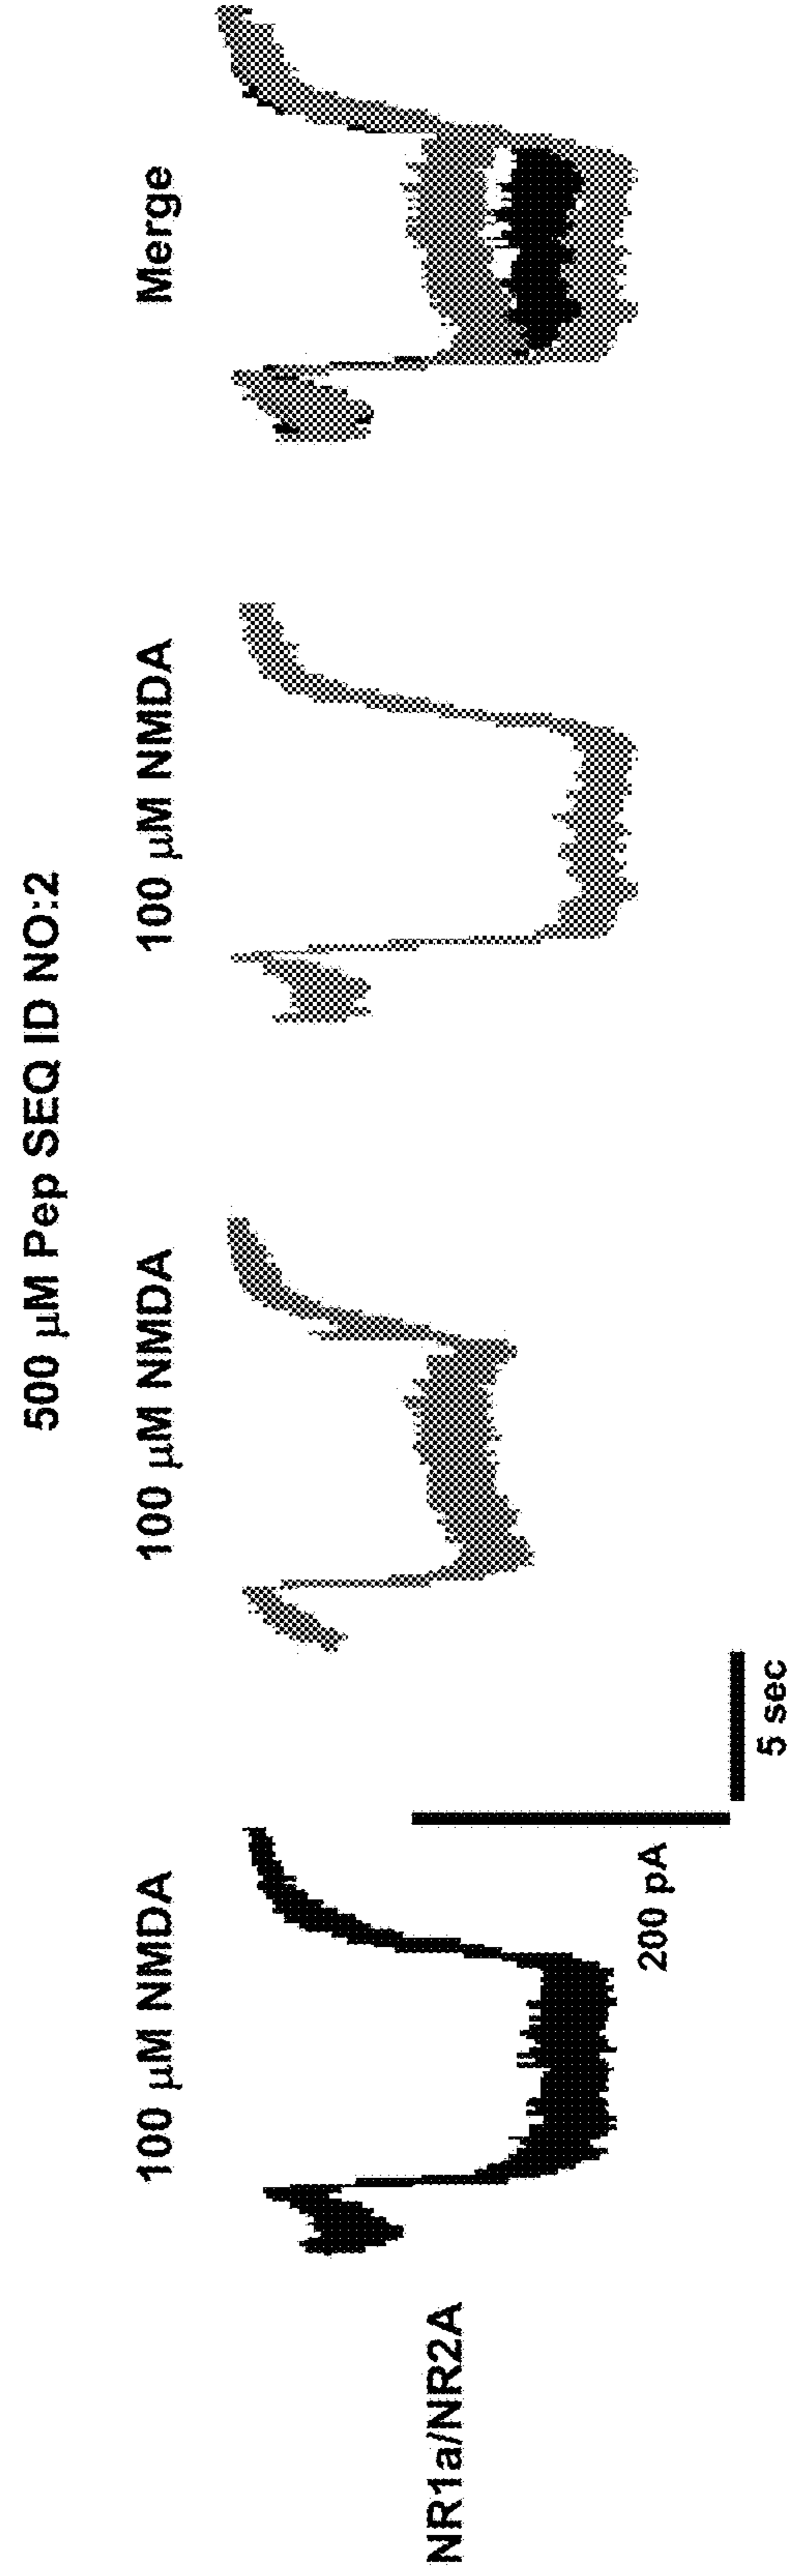 500 µM Pep SEQ ID NO:2
100 µM NMDA
100 µM NMDA
100 µM NMDA
Merge
NR1a/NR2A
200 pA
5 sec